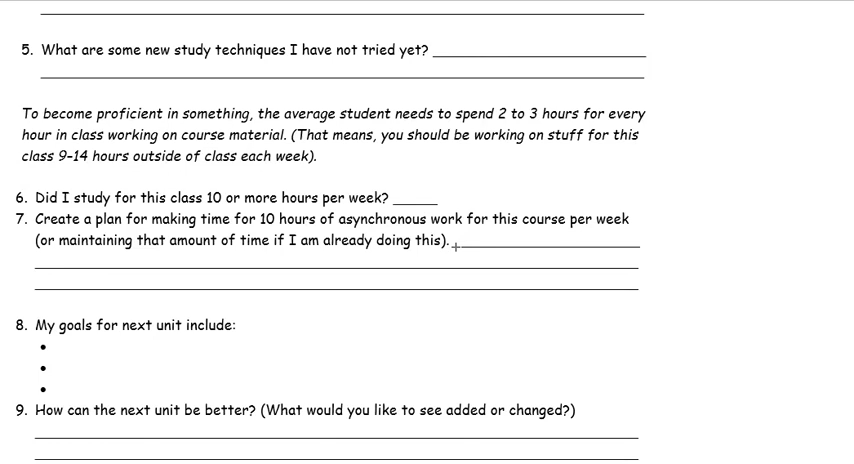 5. What are some new study techniques I have not tried yet? ______________________
To become proficient in something, the average student needs to spend 2 to 3 hours for every
hour in class working on course material. (That means, you should be working on stuff for this
class 9-14 hours outside of class each week).
6. Did I study for this class 10 or more hours per week? ______
7. Create a plan for making time for 10 hours of asynchronous work for this course per week
(or maintaining that amount of time if I am already doing this). ______________________
8. My goals for next unit include:
•
•
•
9. How can the next unit be better? (What would you like to see added or changed?)